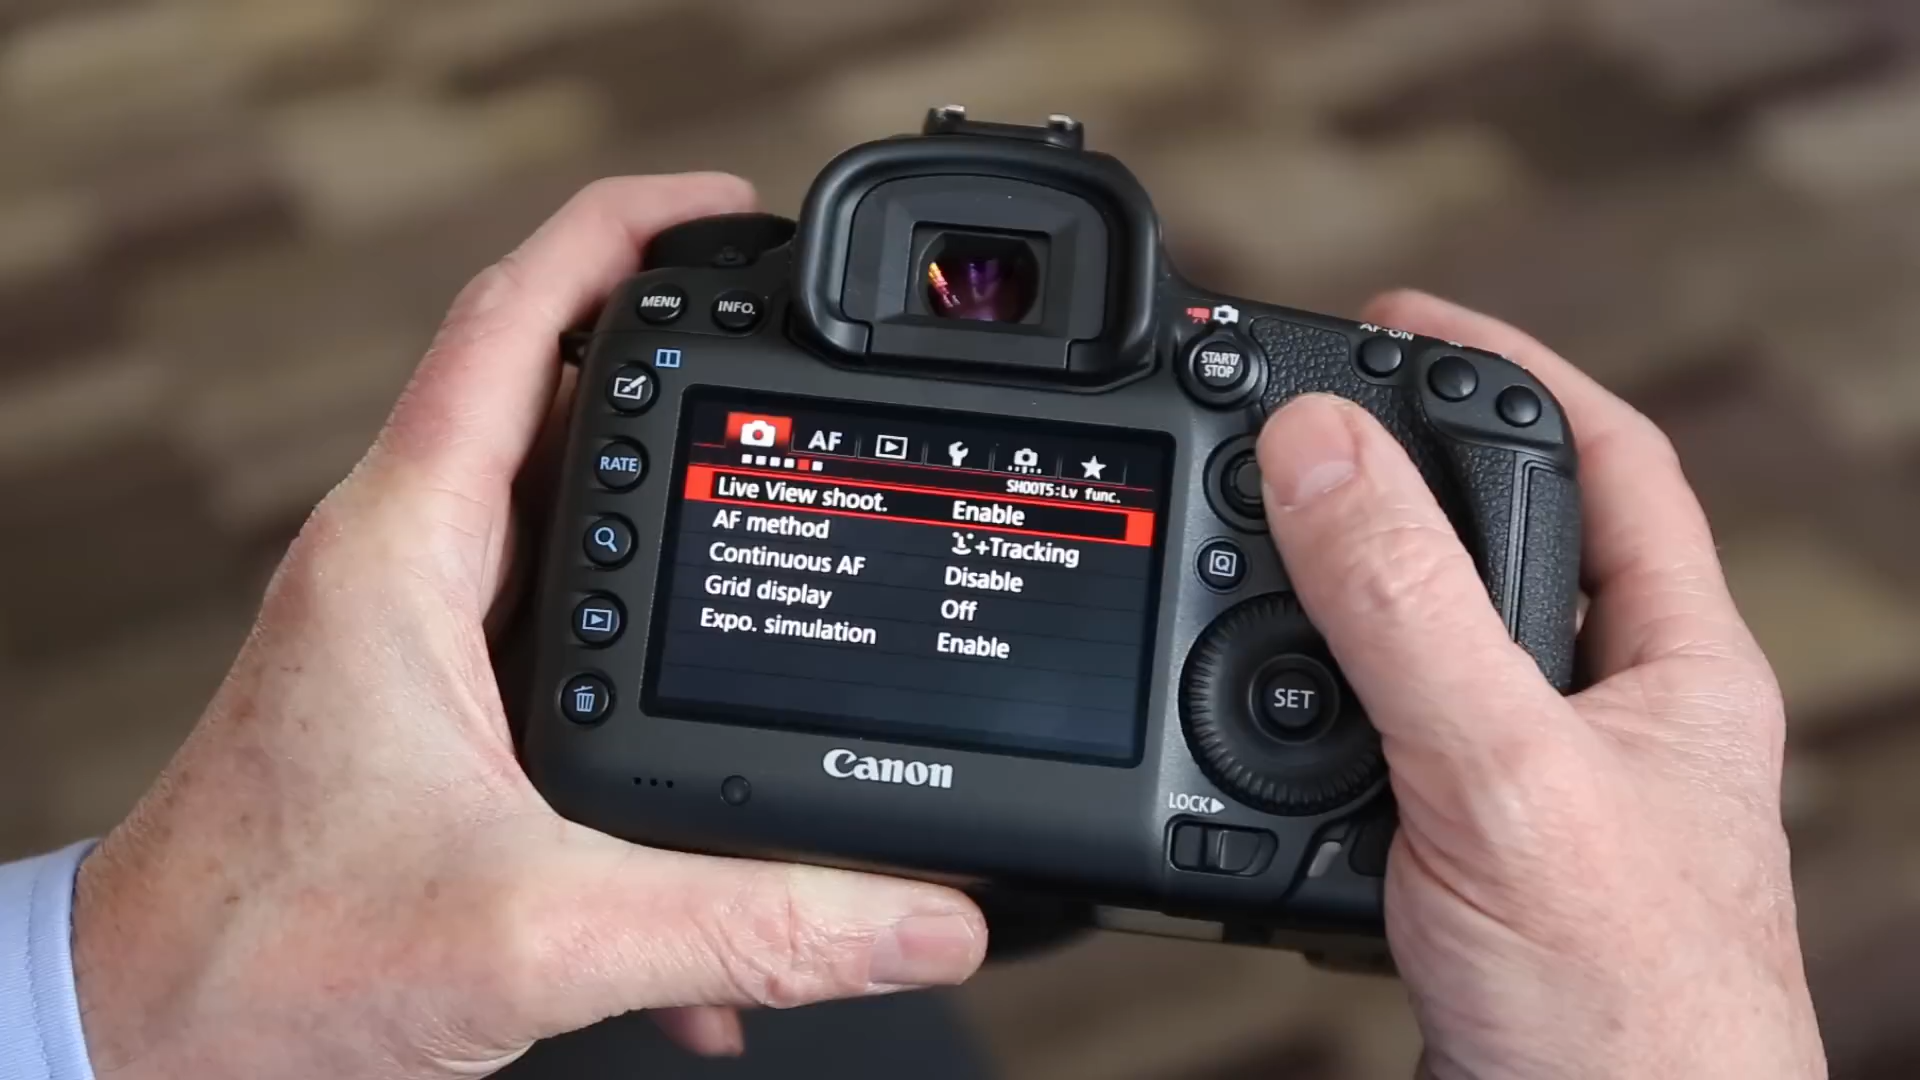 MENU
INFO.
START/
STOP
AF-ON
RATE
AF
SHOOT5:Lv func.
Live View shoot. Enable
AF method +Tracking
Continuous AF Disable
Grid display Off
Expo. simulation Enable
Q
SET
Canon
LOCK